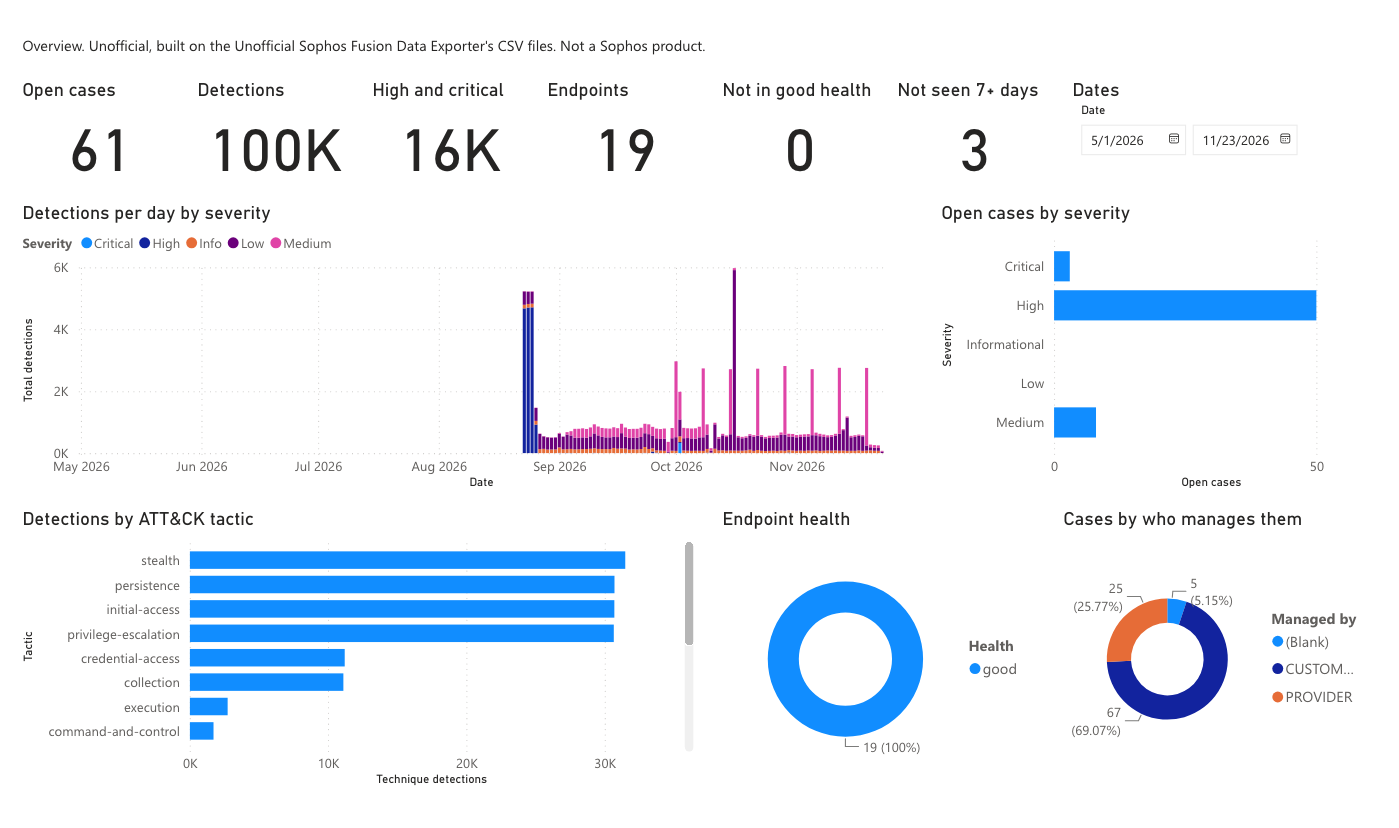 Overview. Unofficial, built on the Unofficial Sophos Fusion Data Exporter's CSV files. Not a Sophos product.
Open cases
61
Detections
100K
High and critical
16K
Endpoints
19
Not in good health
0
Not seen 7+ days
3
Dates
Date
5/1/2026
11/23/2026
Detections per day by severity
Severity Critical High Info Low Medium
Total detections
6K
4K
2K
0K
May 2026 Jun 2026 Jul 2026 Aug 2026 Sep 2026 Oct 2026 Nov 2026
Date
Open cases by severity
Severity
Critical
High
Informational
Low
Medium
0 50
Open cases
Detections by ATT&CK tactic
Tactic
stealth
persistence
initial-access
privilege-escalation
credential-access
collection
execution
command-and-control
0K 10K 20K 30K
Technique detections
Endpoint health
19 (100%)
Health
good
Cases by who manages them
25
(25.77%)
5
(5.15%)
67
(69.07%)
Managed by
(Blank)
CUSTOM...
PROVIDER